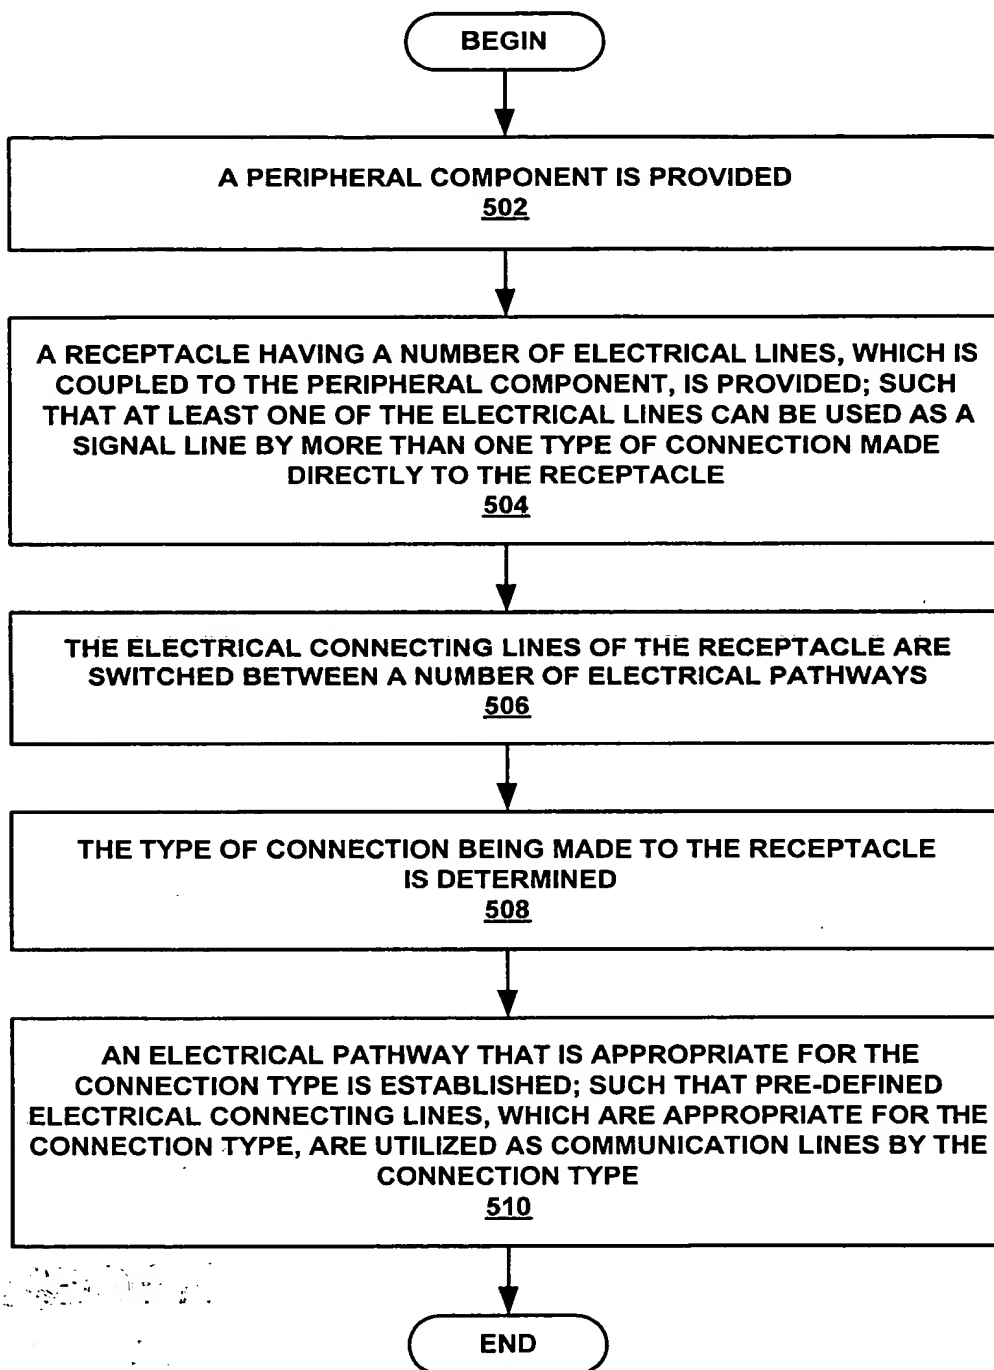 BEGIN
A PERIPHERAL COMPONENT IS PROVIDED
502
A RECEPTACLE HAVING A NUMBER OF ELECTRICAL LINES, WHICH IS
COUPLED TO THE PERIPHERAL COMPONENT, IS PROVIDED; SUCH
THAT AT LEAST ONE OF THE ELECTRICAL LINES CAN BE USED AS A
SIGNAL LINE BY MORE THAN ONE TYPE OF CONNECTION MADE
DIRECTLY TO THE RECEPTACLE
504
THE ELECTRICAL CONNECTING LINES OF THE RECEPTACLE ARE
SWITCHED BETWEEN A NUMBER OF ELECTRICAL PATHWAYS
506
THE TYPE OF CONNECTION BEING MADE TO THE RECEPTACLE
IS DETERMINED
508
AN ELECTRICAL PATHWAY THAT IS APPROPRIATE FOR THE
CONNECTION TYPE IS ESTABLISHED; SUCH THAT PRE-DEFINED
ELECTRICAL CONNECTING LINES, WHICH ARE APPROPRIATE FOR THE
CONNECTION TYPE, ARE UTILIZED AS COMMUNICATION LINES BY THE
CONNECTION TYPE
510
END